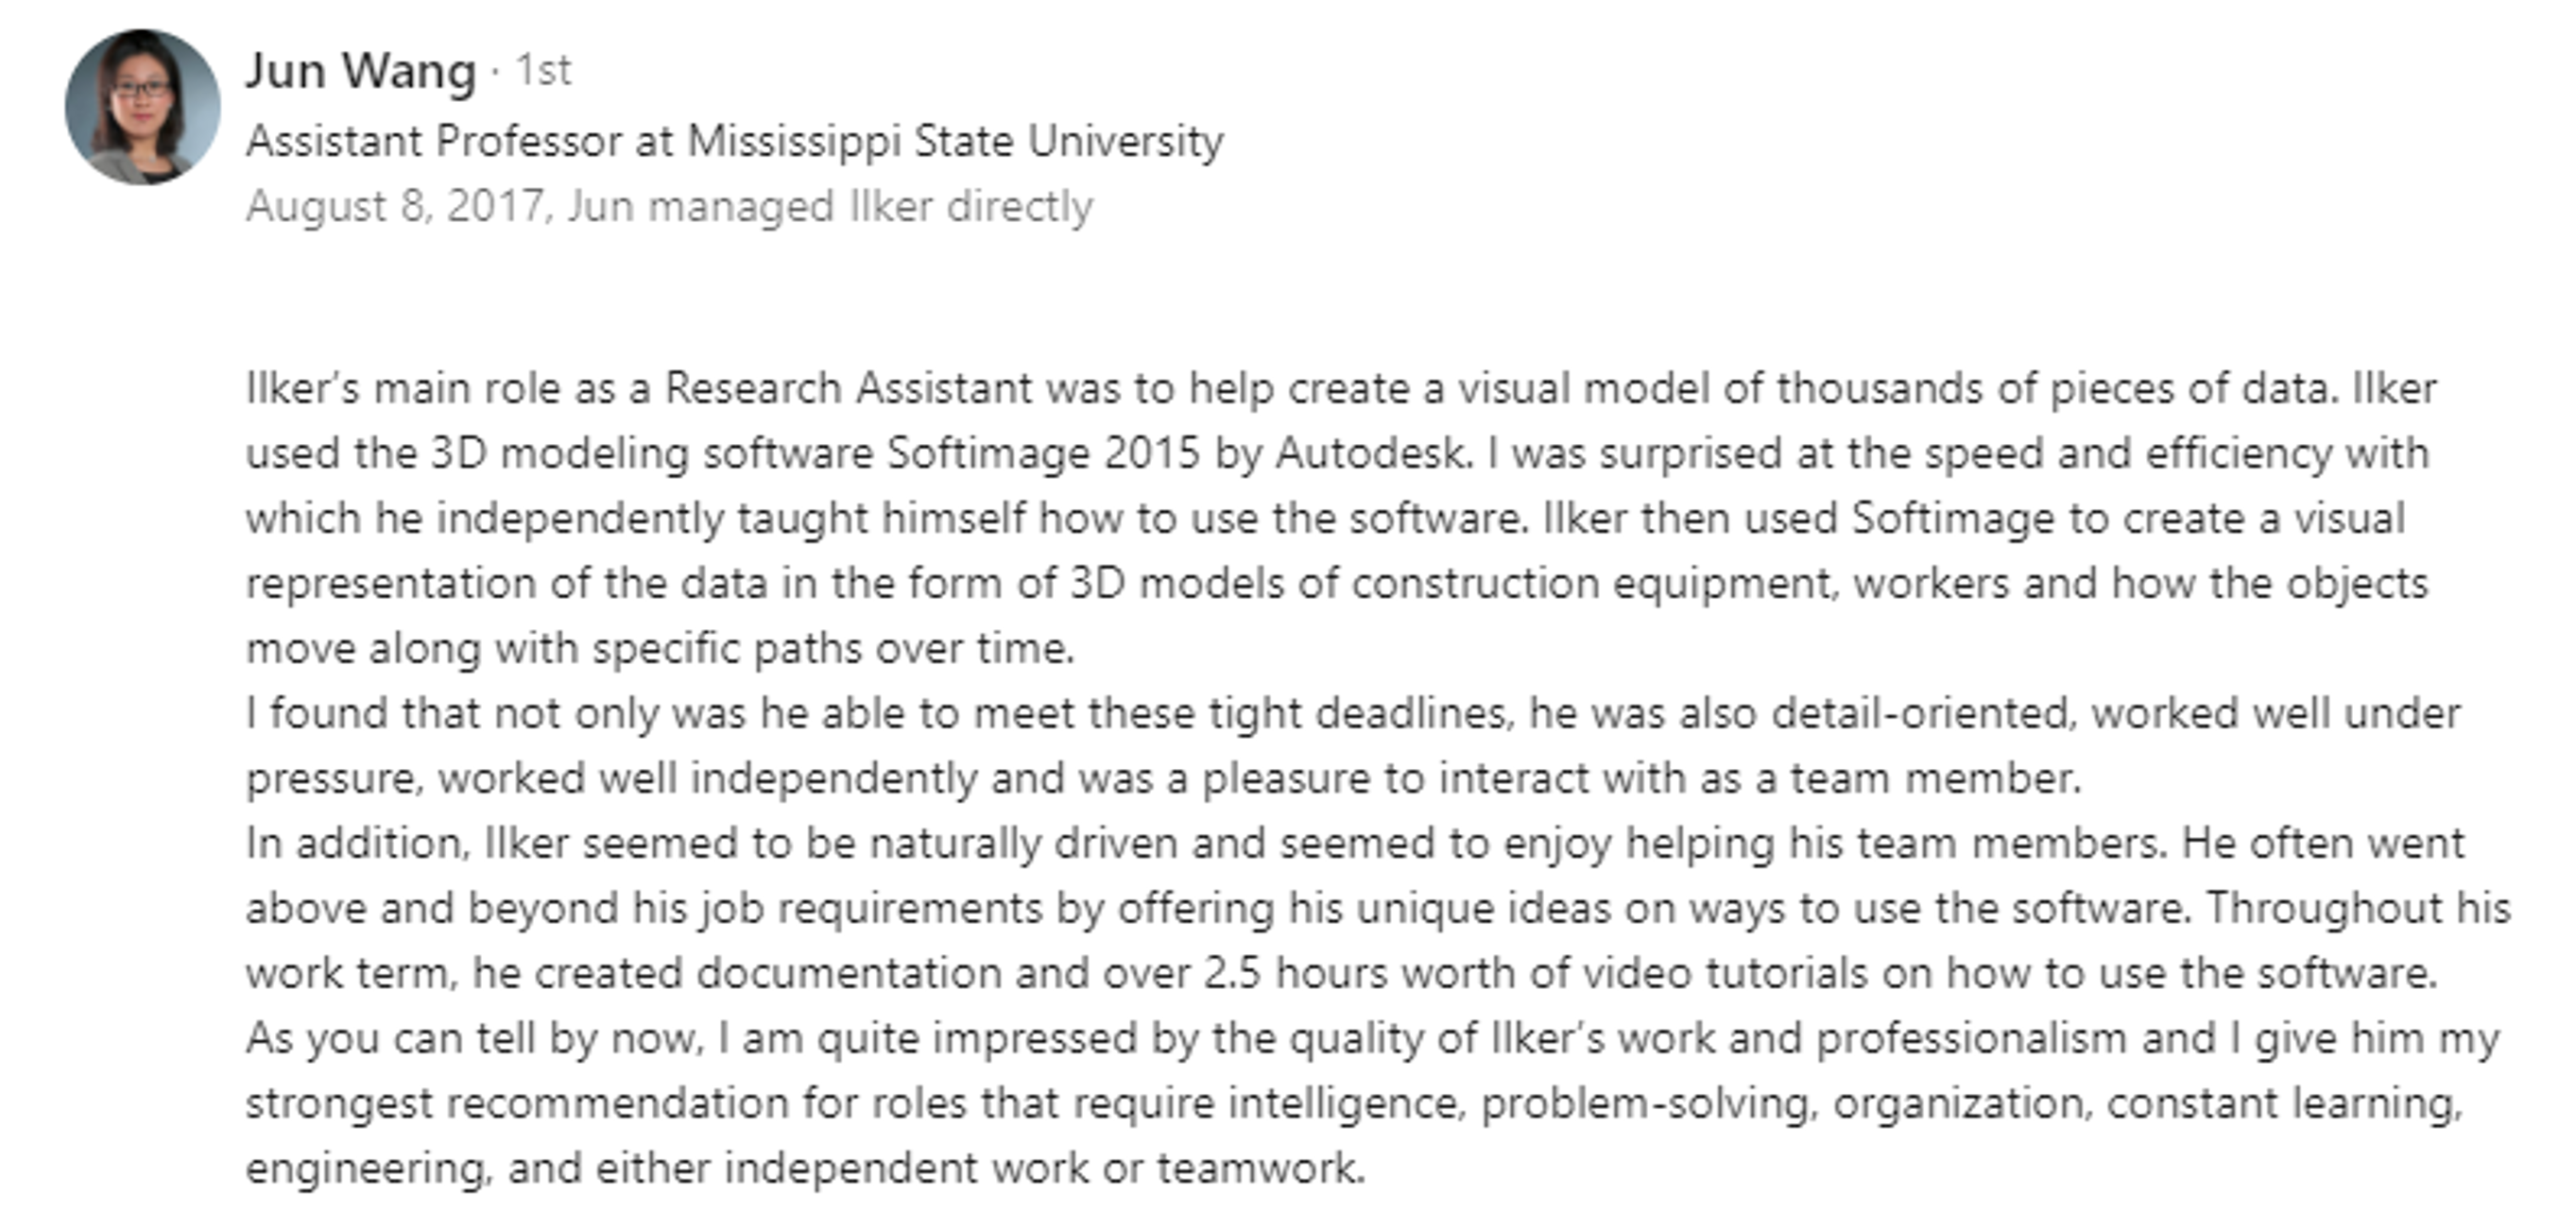 Jun Wang · 1st
Assistant Professor at Mississippi State University
August 8, 2017, Jun managed Ilker directly
Ilker’s main role as a Research Assistant was to help create a visual model of thousands of pieces of data. Ilker
used the 3D modeling software Softimage 2015 by Autodesk. I was surprised at the speed and efficiency with
which he independently taught himself how to use the software. Ilker then used Softimage to create a visual
representation of the data in the form of 3D models of construction equipment, workers and how the objects
move along with specific paths over time.
I found that not only was he able to meet these tight deadlines, he was also detail-oriented, worked well under
pressure, worked well independently and was a pleasure to interact with as a team member.
In addition, Ilker seemed to be naturally driven and seemed to enjoy helping his team members. He often went
above and beyond his job requirements by offering his unique ideas on ways to use the software. Throughout his
work term, he created documentation and over 2.5 hours worth of video tutorials on how to use the software.
As you can tell by now, I am quite impressed by the quality of Ilker’s work and professionalism and I give him my
strongest recommendation for roles that require intelligence, problem-solving, organization, constant learning,
engineering, and either independent work or teamwork.